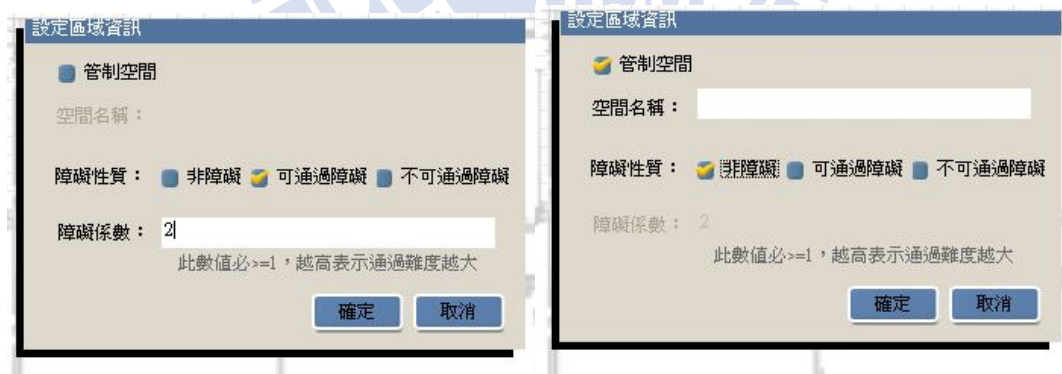 設定區域資訊
管制空間
空間名稱：
障礙性質： 非障礙 可通過障礙 不可通過障礙
障礙係數： 2
此數值必>=1，越高表示通過難度越大
確定 取消
設定區域資訊
管制空間
空間名稱：
障礙性質： 非障礙 可通過障礙 不可通過障礙
障礙係數： 2
此數值必>=1，越高表示通過難度越大
確定 取消